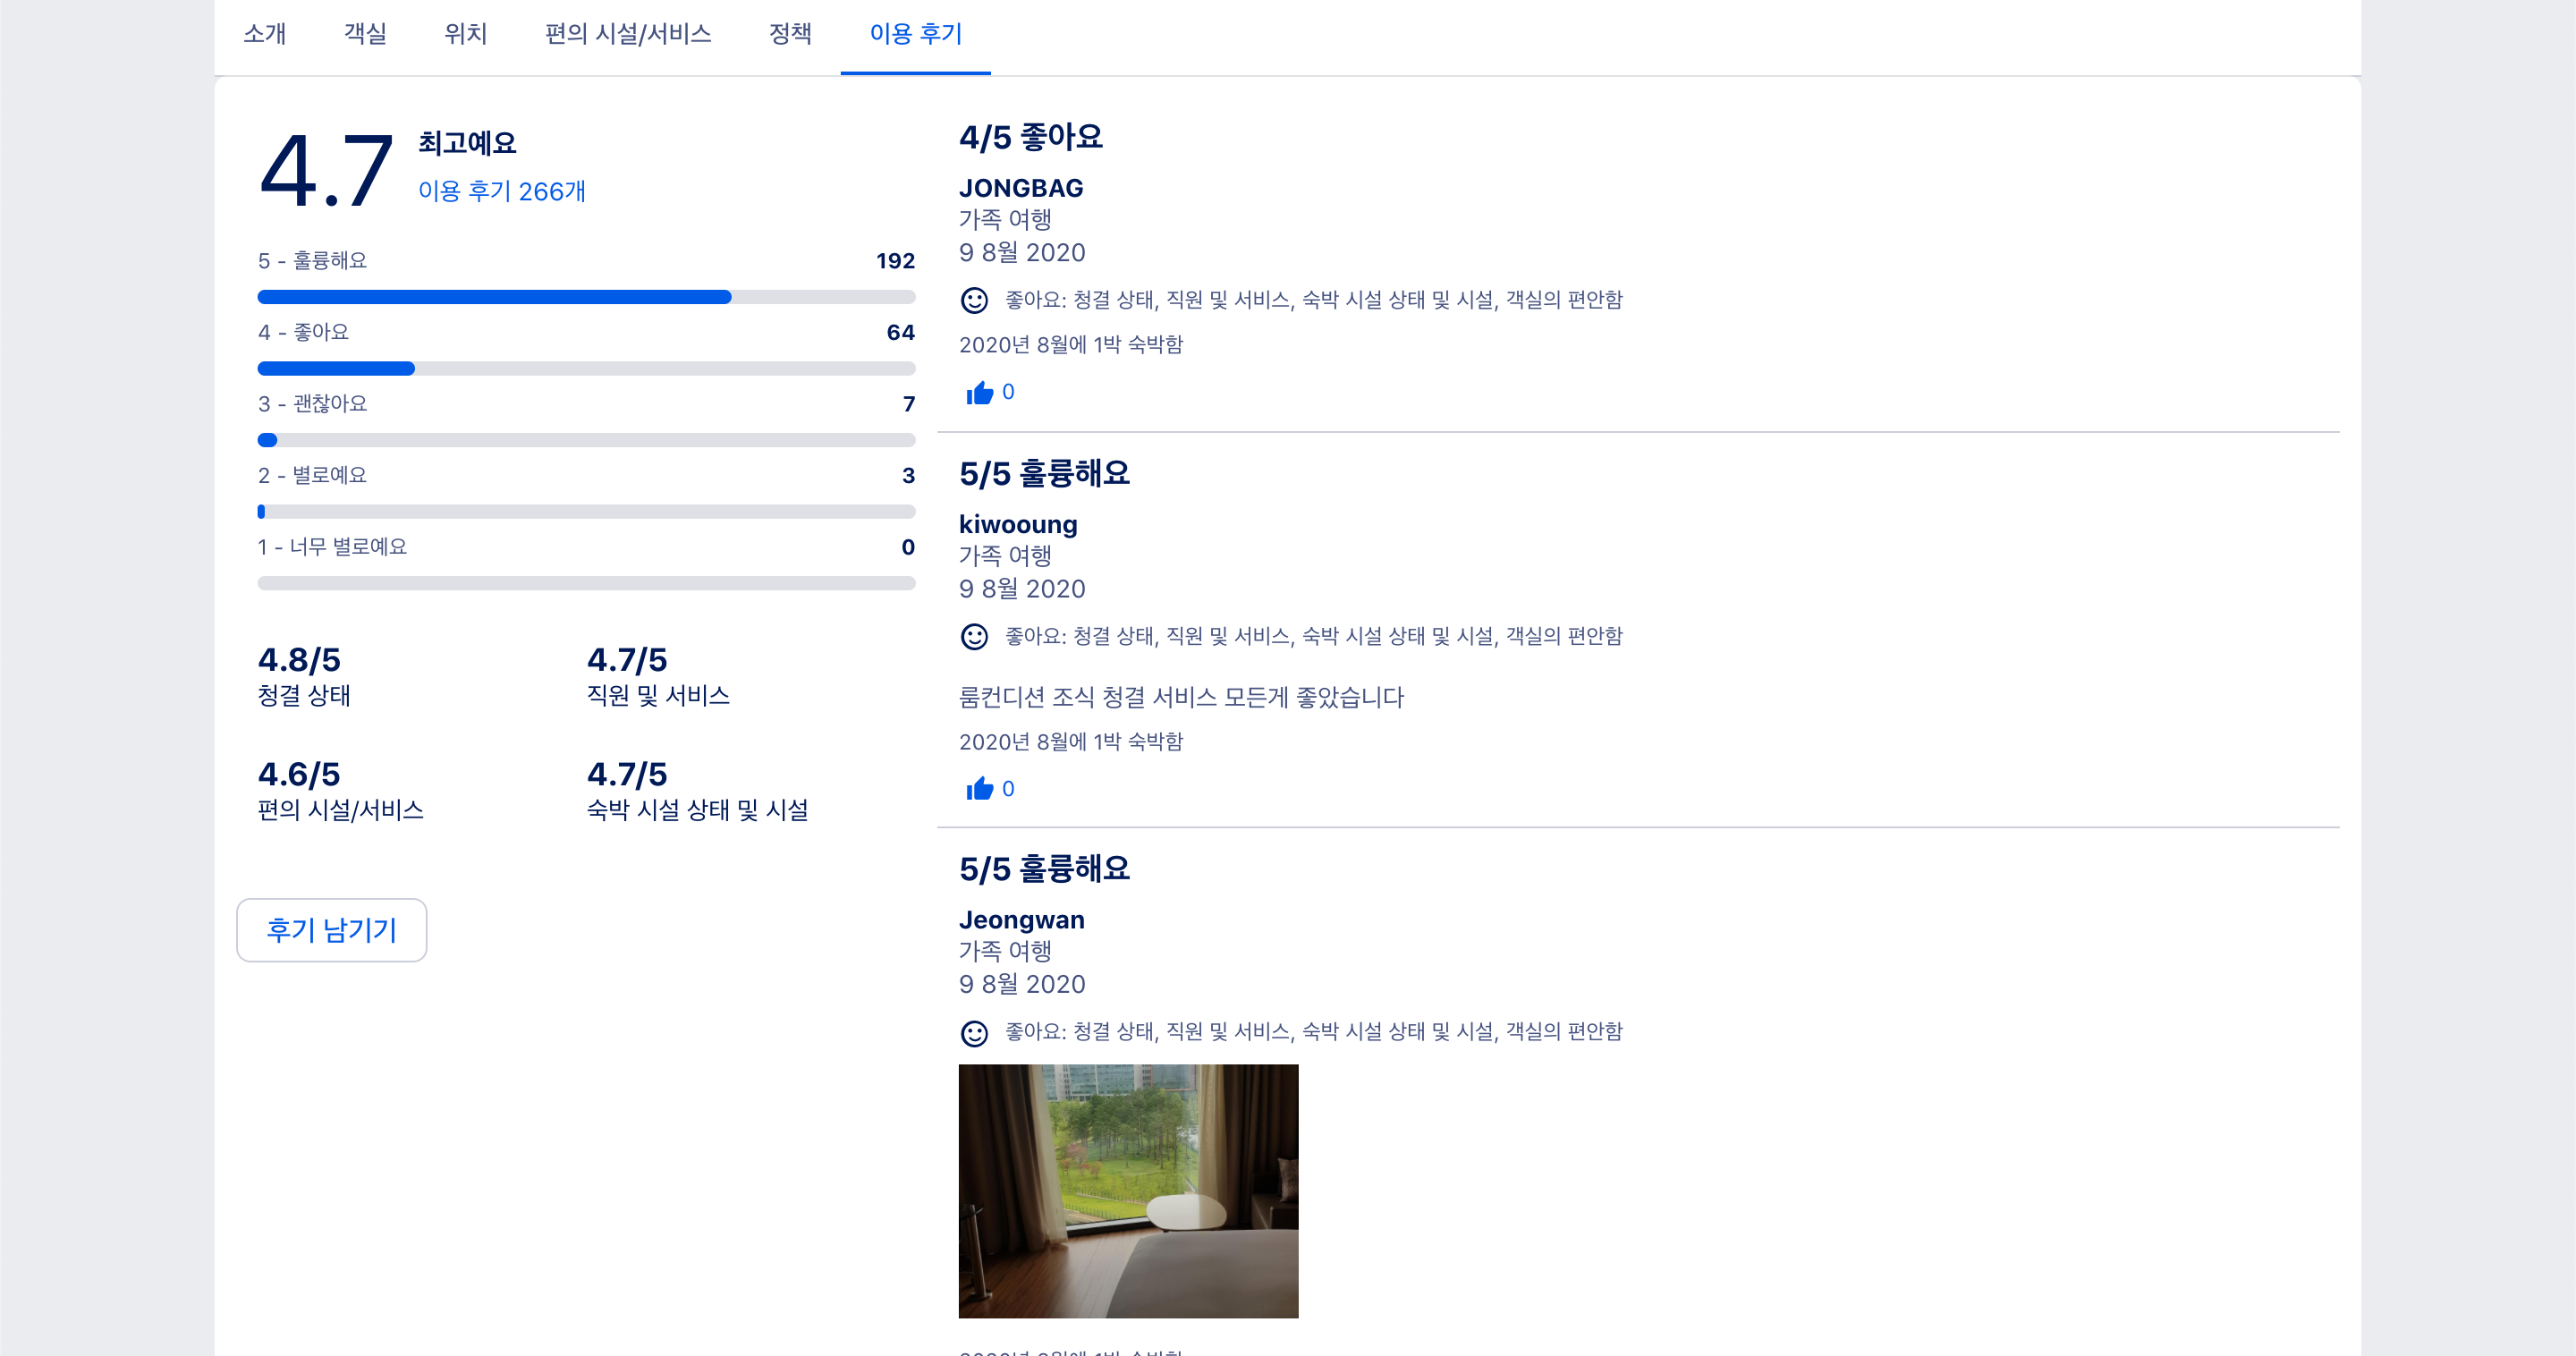 소개 객실 위치 편의 시설/서비스 정책 이용 후기
4.7 최고예요
이용 후기 266개
5 - 훌륭해요 192
4 - 좋아요 64
3 - 괜찮아요 7
2 - 별로예요 3
1 - 너무 별로예요 0
4.8/5 4.7/5
청결 상태 직원 및 서비스
4.6/5 4.7/5
편의 시설/서비스 숙박 시설 상태 및 시설
후기 남기기
4/5 좋아요
JONGBAG
가족 여행
9 8월 2020
좋아요: 청결 상태, 직원 및 서비스, 숙박 시설 상태 및 시설, 객실의 편안함
2020년 8월에 1박 숙박함
0
5/5 훌륭해요
kiwooung
가족 여행
9 8월 2020
좋아요: 청결 상태, 직원 및 서비스, 숙박 시설 상태 및 시설, 객실의 편안함
룸컨디션 조식 청결 서비스 모든게 좋았습니다
2020년 8월에 1박 숙박함
0
5/5 훌륭해요
Jeongwan
가족 여행
9 8월 2020
좋아요: 청결 상태, 직원 및 서비스, 숙박 시설 상태 및 시설, 객실의 편안함